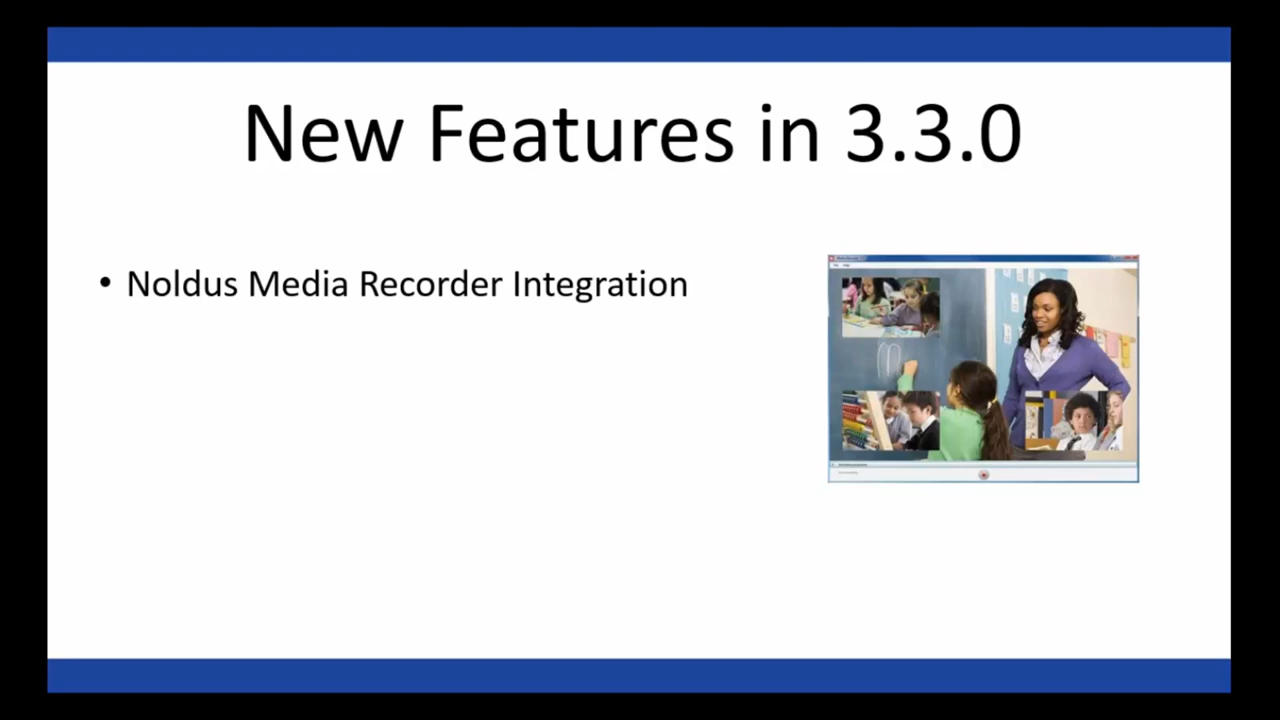 New Features in 3.3.0
• Noldus Media Recorder Integration